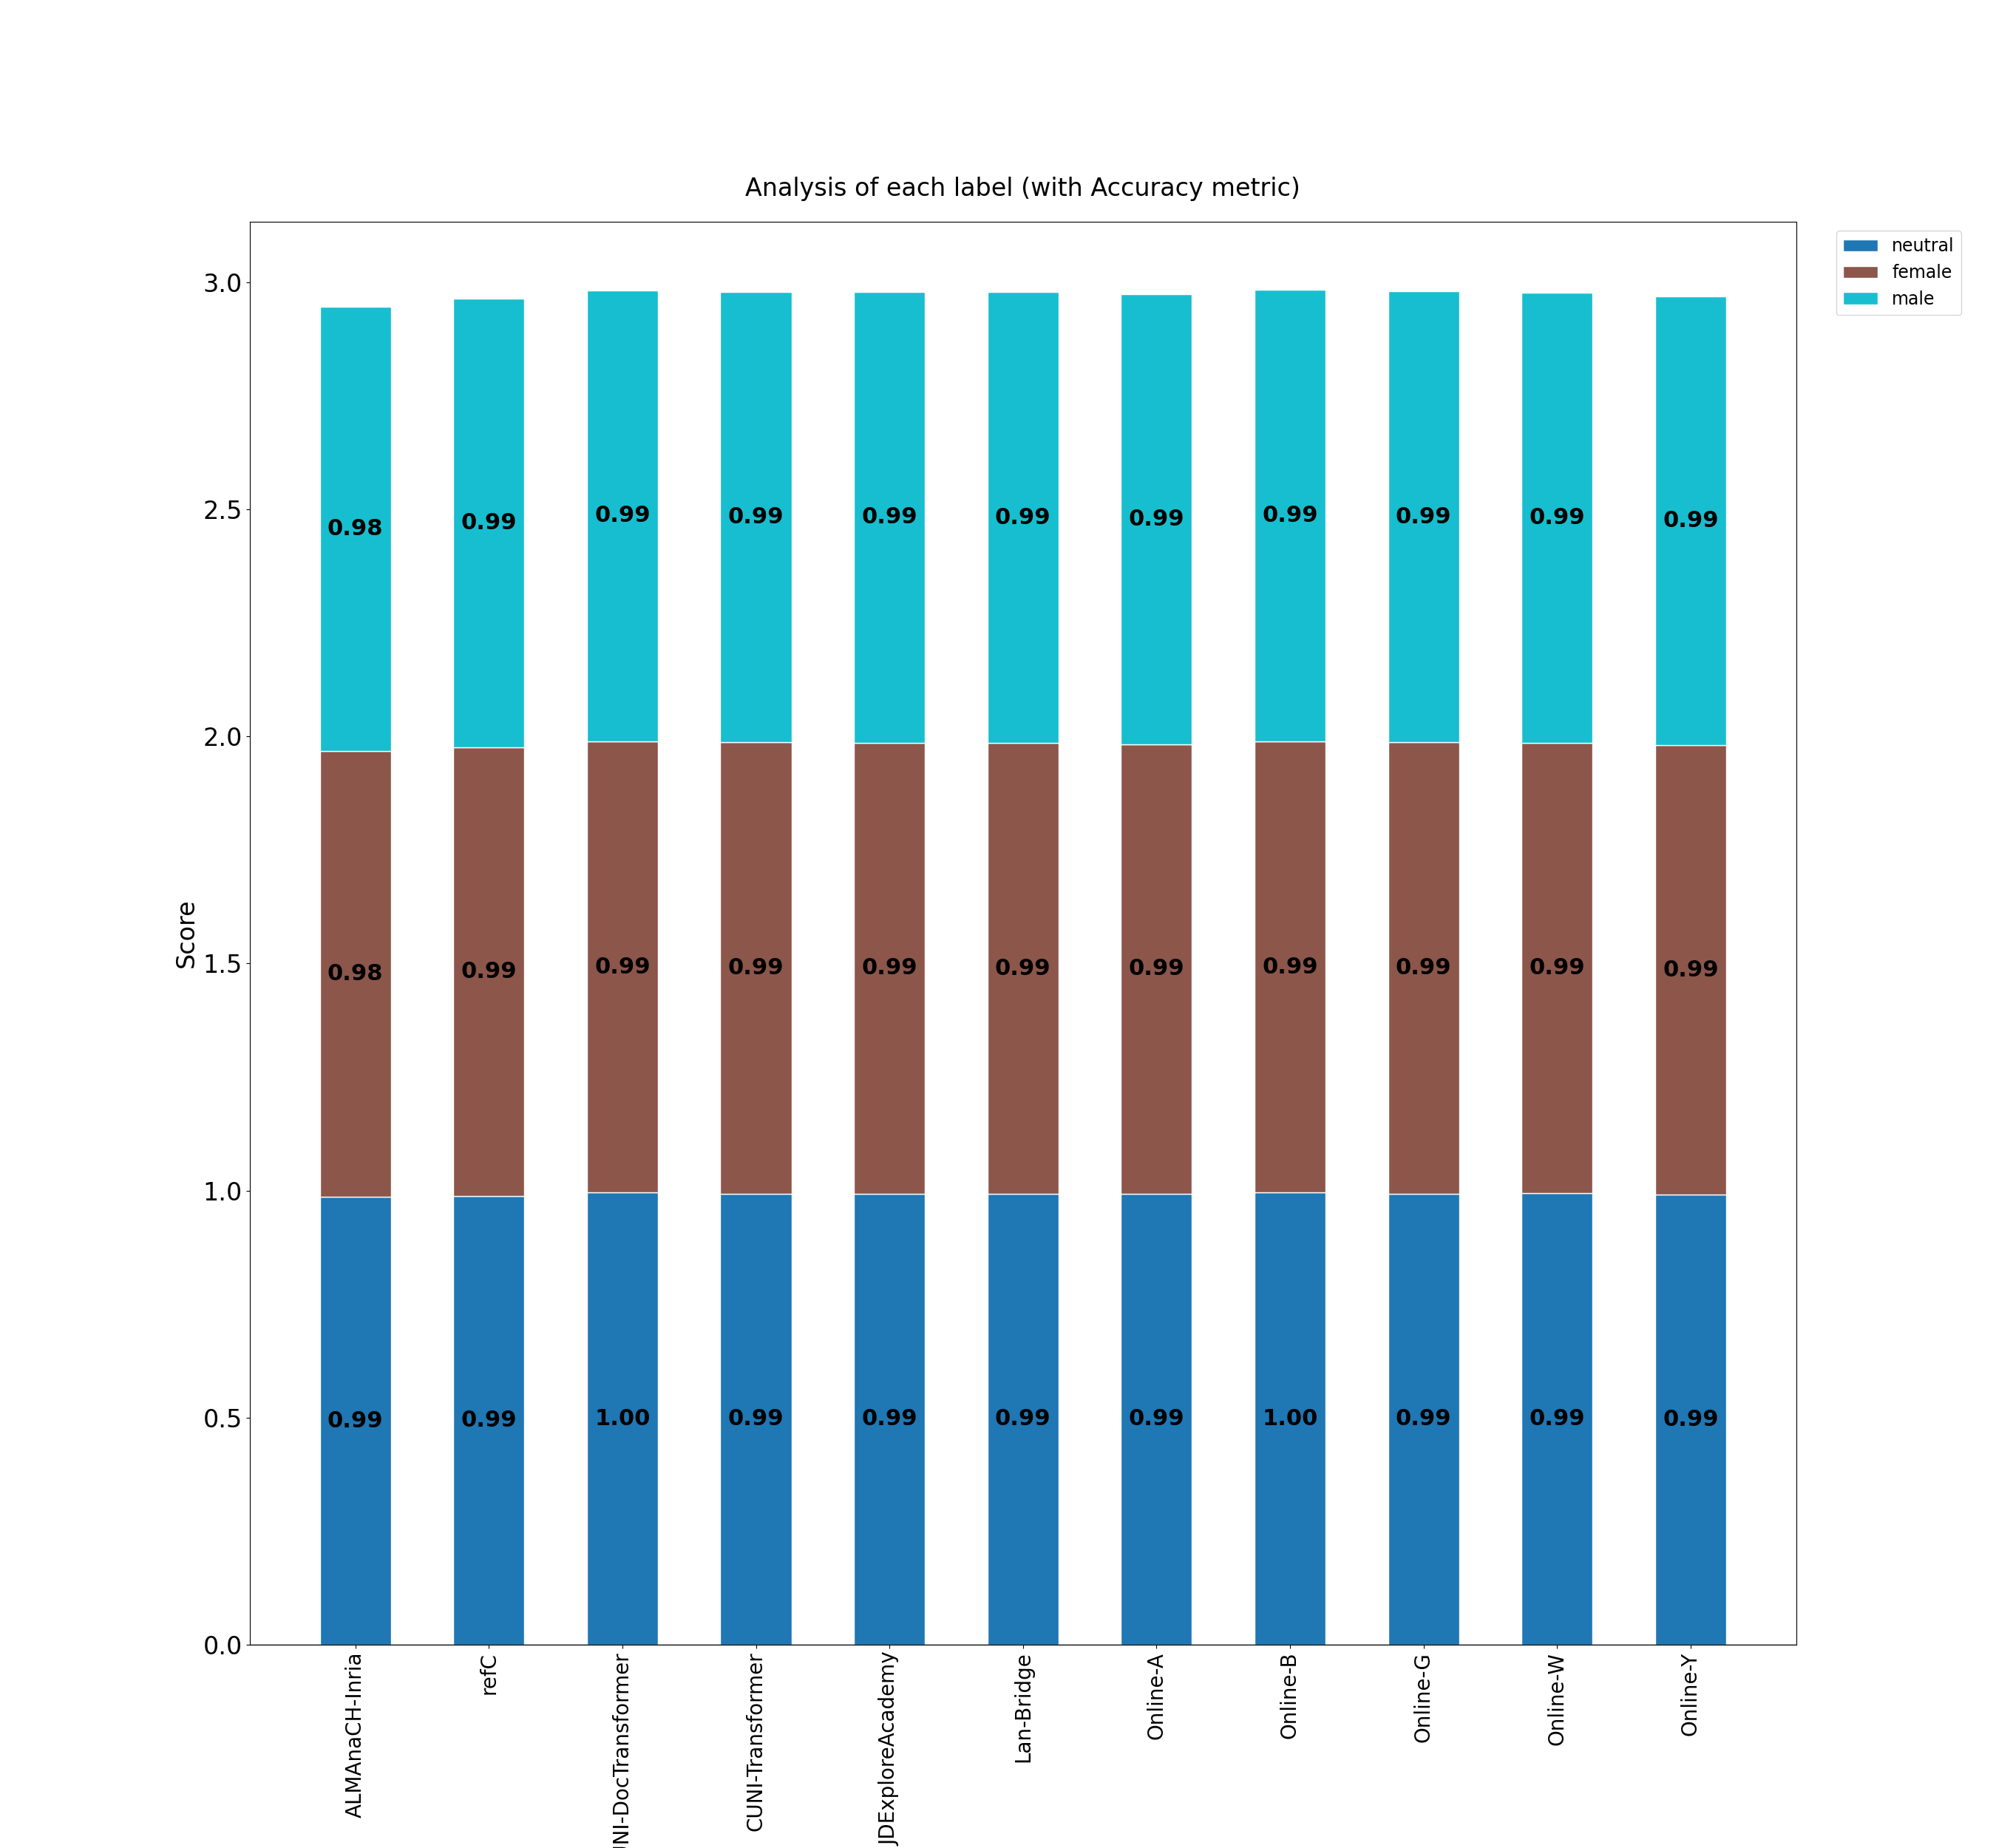 Analysis of each label (with Accuracy metric)
neutral
female
male
Score
3.0
2.5
2.0
1.5
1.0
0.5
0.0
0.98 0.99 0.99 0.99 0.99 0.99 0.99 0.99 0.99 0.99 0.99
0.98 0.99 0.99 0.99 0.99 0.99 0.99 0.99 0.99 0.99 0.99
0.99 0.99 1.00 0.99 0.99 0.99 0.99 1.00 0.99 0.99 0.99
ALMAnaCH-Inria
refC
NI-DocTransformer
CUNI-Transformer
JDExploreAcademy
Lan-Bridge
Online-A
Online-B
Online-G
Online-W
Online-Y